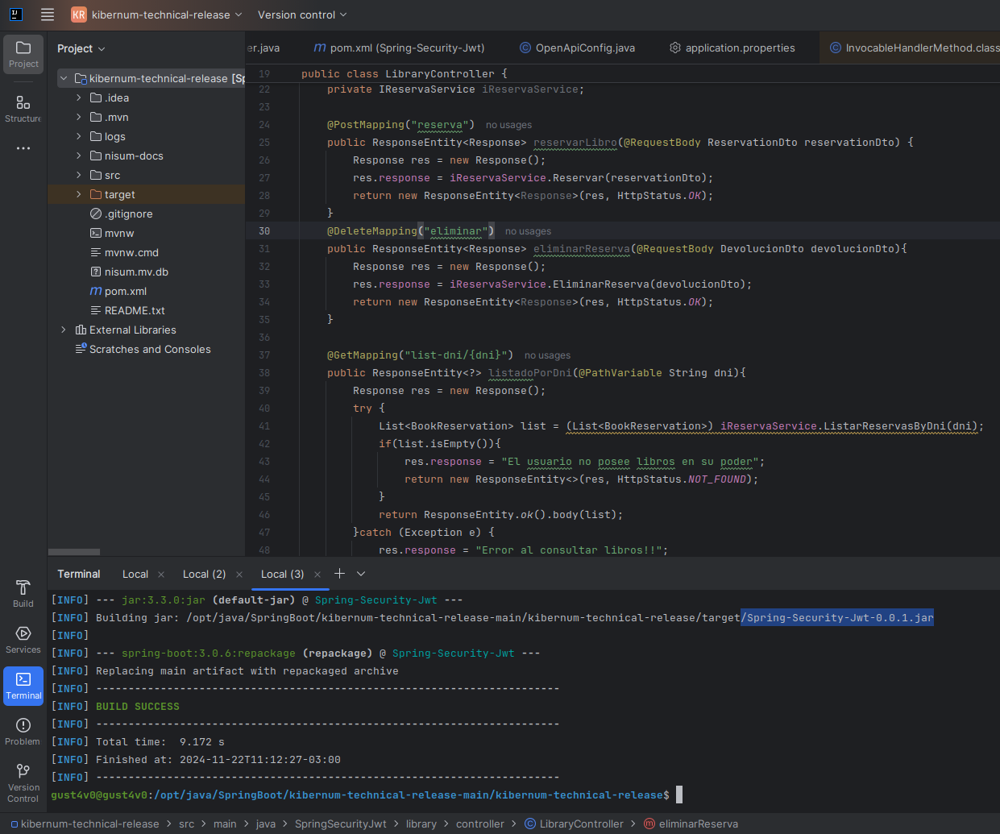 KR kibernum-technical-release Version control
Project
Structure
Project
kibernum-technical-release [Sp
.idea
.mvn
logs
nisum-docs
src
target
.gitignore
mvnw
mvnw.cmd
nisum.mv.db
pom.xml
README.txt
External Libraries
Scratches and Consoles
er.java pom.xml (Spring-Security-Jwt) OpenApiConfig.java application.properties InvocableHandlerMethod.class
19 public class LibraryController {
22 private IReservaService iReservaService;
23
24 @PostMapping("reserva") no usages
25 public ResponseEntity<Response> reservarLibro(@RequestBody ReservationDto reservationDto) {
26 Response res = new Response();
27 res.response = iReservaService.Reservar(reservationDto);
28 return new ResponseEntity<Response>(res, HttpStatus.OK);
29 }
30 @DeleteMapping("eliminar") no usages
31 public ResponseEntity<Response> eliminarReserva(@RequestBody DevolucionDto devolucionDto){
32 Response res = new Response();
33 res.response = iReservaService.EliminarReserva(devolucionDto);
34 return new ResponseEntity<Response>(res, HttpStatus.OK);
35 }
36
37 @GetMapping("list-dni/{dni}") no usages
38 public ResponseEntity<?> listadoPorDni(@PathVariable String dni){
39 Response res = new Response();
40 try {
41 List<BookReservation> list = (List<BookReservation>) iReservaService.ListarReservasByDni(dni);
42 if(list.isEmpty()){
43 res.response = "El usuario no posee libros en su poder";
44 return new ResponseEntity<>(res, HttpStatus.NOT_FOUND);
45 }
46 return ResponseEntity.ok().body(list);
47 }catch (Exception e) {
48 res.response = "Error al consultar libros!!";
Build
Services
Terminal
Problem
Version
Control
Terminal Local Local (2) Local (3)
[INFO] --- jar:3.3.0:jar (default-jar) @ Spring-Security-Jwt ---
[INFO] Building jar: /opt/java/SpringBoot/kibernum-technical-release-main/kibernum-technical-release/target/Spring-Security-Jwt-0.0.1.jar
[INFO]
[INFO] --- spring-boot:3.0.6:repackage (repackage) @ Spring-Security-Jwt ---
[INFO] Replacing main artifact with repackaged archive
[INFO] ------------------------------------------------------------------------
[INFO] BUILD SUCCESS
[INFO] ------------------------------------------------------------------------
[INFO] Total time:  9.172 s
[INFO] Finished at: 2024-11-22T11:12:27-03:00
[INFO] ------------------------------------------------------------------------
gust4v0@gust4v0:/opt/java/SpringBoot/kibernum-technical-release-main/kibernum-technical-release$
kibernum-technical-release > src > main > java > SpringSecurityJwt > library > controller > LibraryController > eliminarReserva